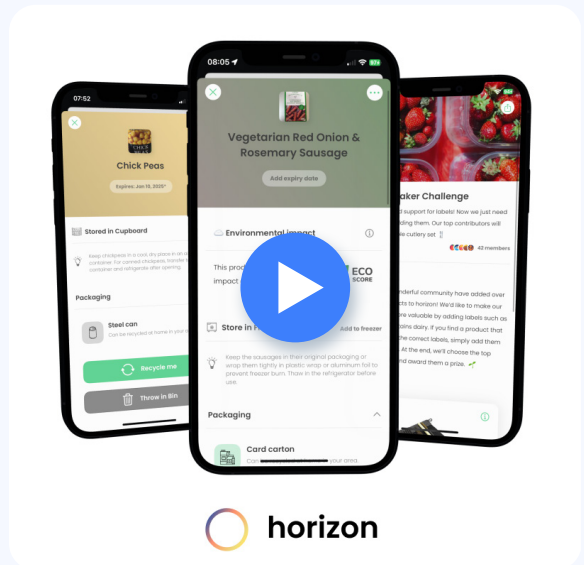 07:52
Chick Peas
Expires: Jan 19, 2025*
Stored in Cupboard
Keep chickpeas in a cool dry place in an
container. For canned chickpeas, transfer
container and refrigerate after opening.
Packaging
Steel can
Can be recycled at home in your
Recycle me
Throw in Bin
08:05
Vegetarian Red Onion &
Rosemary Sausage
Add expiry date
Environmental impact
This
impact
ECO
SCORE
Store in
Add to freezer
Keep the sausages in their original packaging or
wrap them tightly in plastic wrap or aluminum foil to
prevent freezer burn. Thaw in the refrigerator before
use.
Packaging
Card carton
your area.
aker Challenge
d support for labels! Now we just need
ding them. Our top contributors will
le cutlery set
42 members
nderful community have added over
cts to horizon! We'd like to make our
ore valuable by adding labels such as
ains dairy. If you find a product that
the correct labels, simply add them
At the end, we'll choose the top
nd award them a prize.
horizon